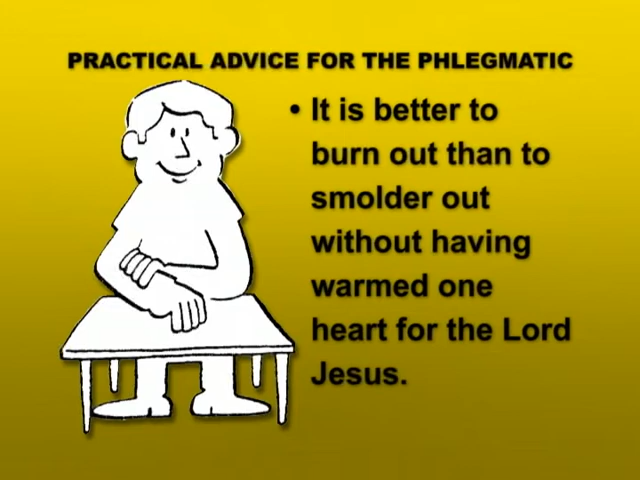 PRACTICAL ADVICE FOR THE PHLEGMATIC
• It is better to
burn out than to
smolder out
without having
warmed one
heart for the Lord
Jesus.